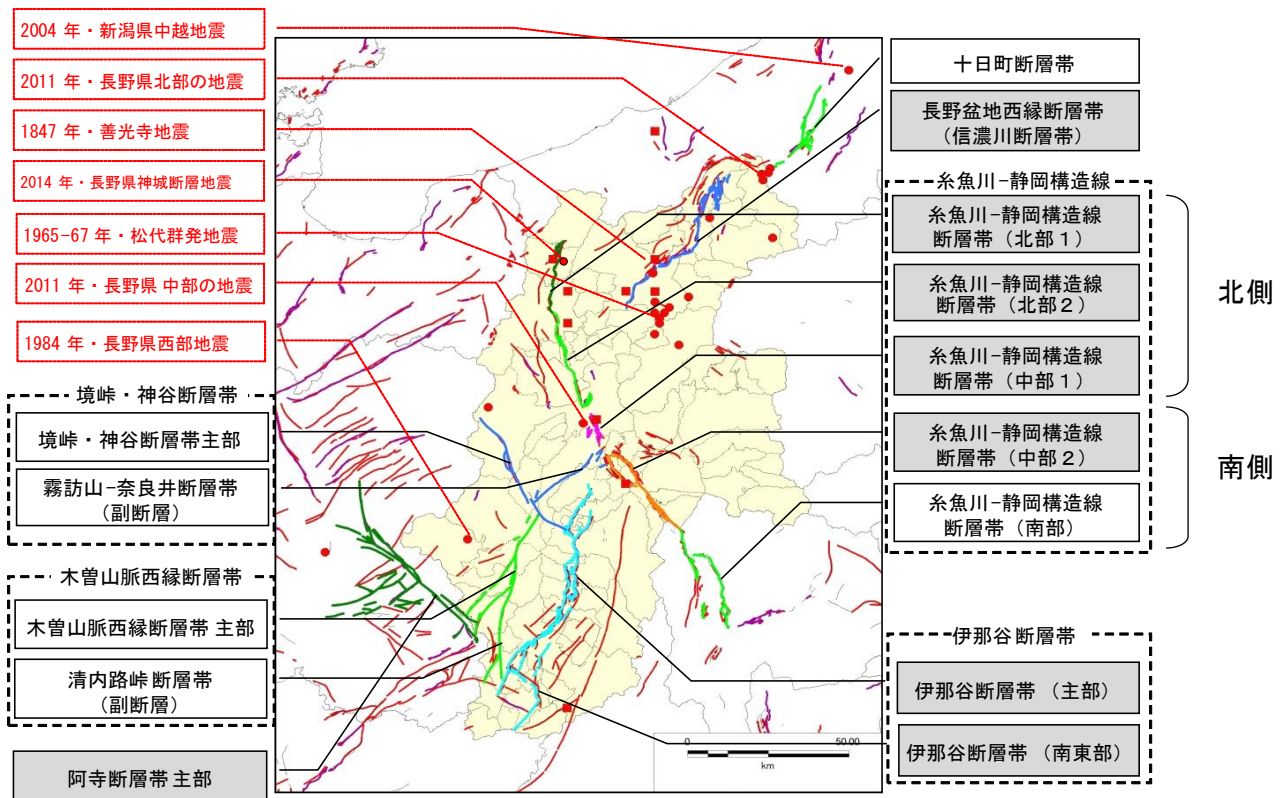 2004 年・新潟県中越地震
2011 年・長野県北部の地震
1847 年・善光寺地震
2014 年・長野県神城断層地震
1965-67 年・松代群発地震
2011 年・長野県 中部の地震
1984 年・長野県西部地震
境峠・神谷断層帯
境峠・神谷断層帯主部
霧訪山-奈良井断層帯
(副断層)
木曽山脈西縁断層帯
木曽山脈西縁断層帯 主部
清内路峠 断層帯
(副断層)
阿寺断層帯 主部
十日町断層帯
長野盆地西縁断層帯
(信濃川断層帯)
糸魚川-静岡構造線
糸魚川-静岡構造線
断層帯(北部1)
糸魚川-静岡構造線
断層帯(北部2)
糸魚川-静岡構造線
断層帯(中部1)
糸魚川-静岡構造線
断層帯(中部2)
糸魚川-静岡構造線
断層帯(南部)
北側
南側
伊那谷 断層帯
伊那谷断層帯 (主部)
伊那谷断層帯 (南東部)
0 50.00
km